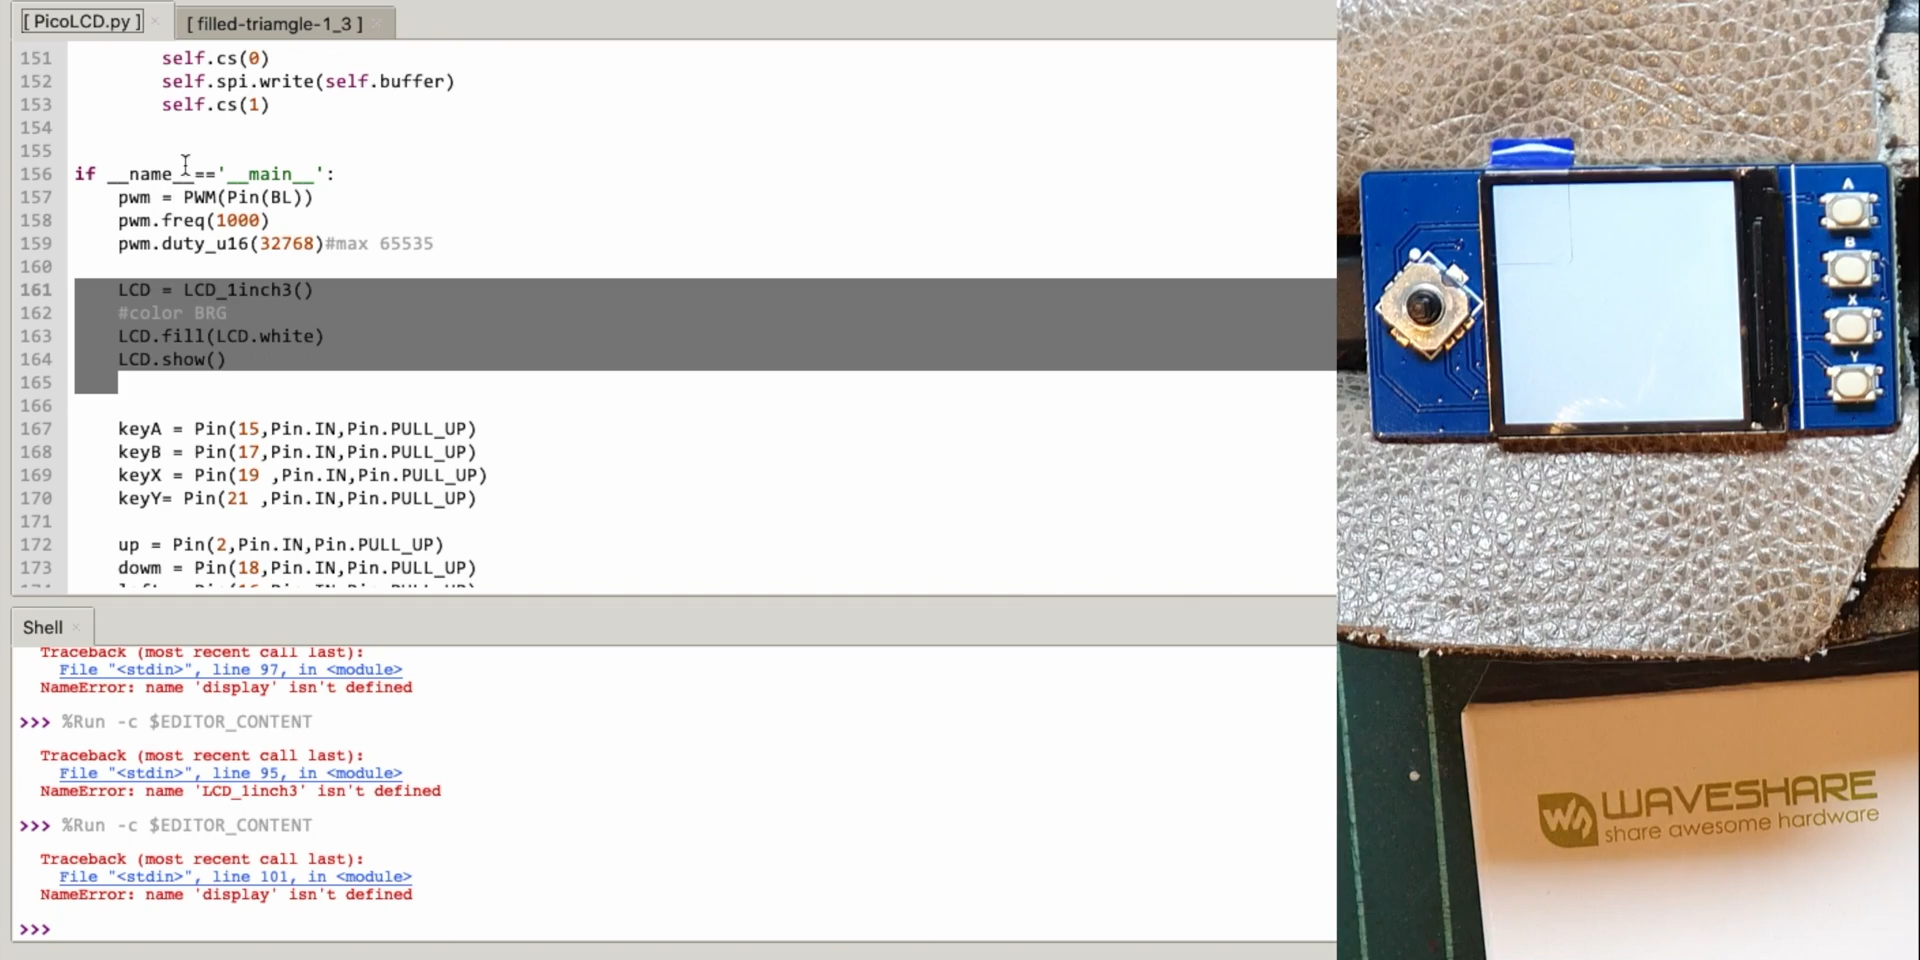 [ PicoLCD.py ] × [ filled-triamgle-1_3 ] ×
151 self.cs(0)
152 self.spi.write(self.buffer)
153 self.cs(1)
154
155
156 if __name__=='__main__':
157 pwm = PWM(Pin(BL))
158 pwm.freq(1000)
159 pwm.duty_u16(32768)#max 65535
160
161 LCD = LCD_1inch3()
162 #color BRG
163 LCD.fill(LCD.white)
164 LCD.show()
165
166
167 keyA = Pin(15,Pin.IN,Pin.PULL_UP)
168 keyB = Pin(17,Pin.IN,Pin.PULL_UP)
169 keyX = Pin(19 ,Pin.IN,Pin.PULL_UP)
170 keyY= Pin(21 ,Pin.IN,Pin.PULL_UP)
171
172 up = Pin(2,Pin.IN,Pin.PULL_UP)
173 dowm = Pin(18,Pin.IN,Pin.PULL_UP)
Shell ×
Traceback (most recent call last):
File "<stdin>", line 97, in <module>
NameError: name 'display' isn't defined
>>> %Run -c $EDITOR_CONTENT
Traceback (most recent call last):
File "<stdin>", line 95, in <module>
NameError: name 'LCD_1inch3' isn't defined
>>> %Run -c $EDITOR_CONTENT
Traceback (most recent call last):
File "<stdin>", line 101, in <module>
NameError: name 'display' isn't defined
>>>
A
B
X
Y
WAVESHARE
share awesome hardware